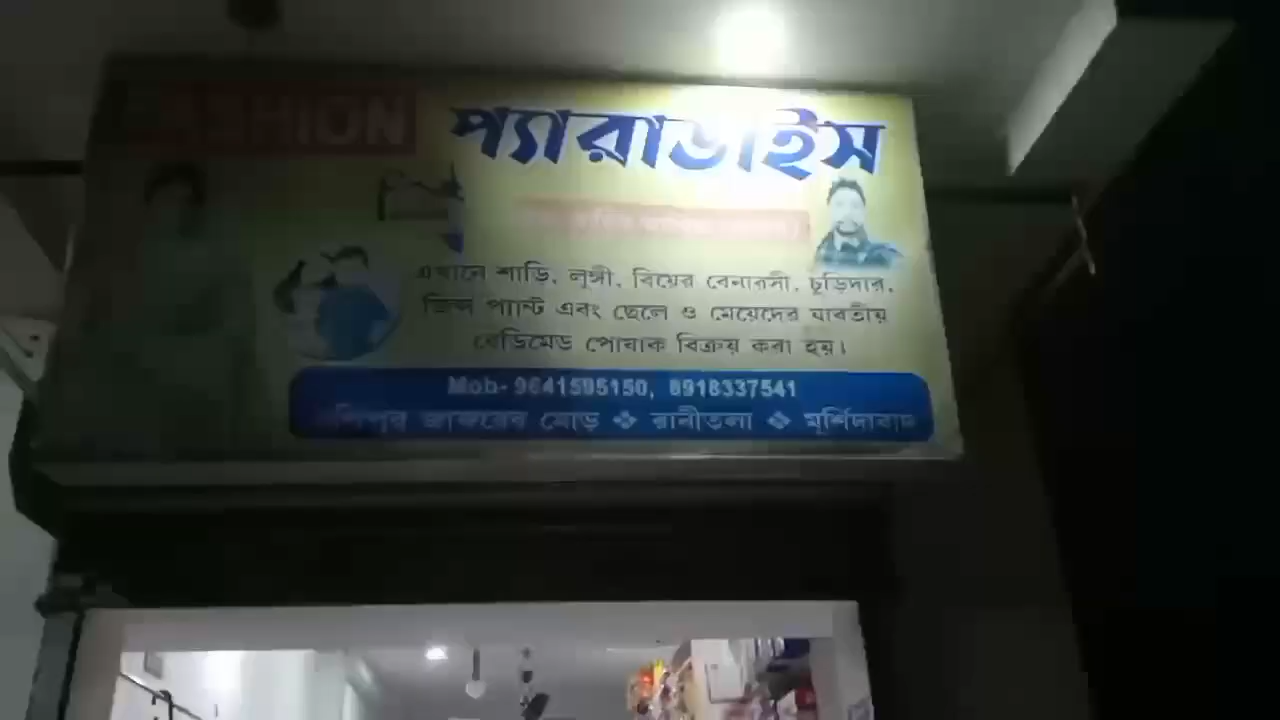 FASHION
প্যারাডাইস
এখানে শাড়ি, লুঙ্গী, বিয়ের বেনারসী, চুড়িদার,
জিন্স প্যান্ট এবং ছেলে ও মেয়েদের যাবতীয়
রেডিমেড পোষাক বিক্রয় করা হয়।
Mob- 9641595150, 8918337541
মোড় ❖ রানীতলা ❖ মুর্শিদাবাদ